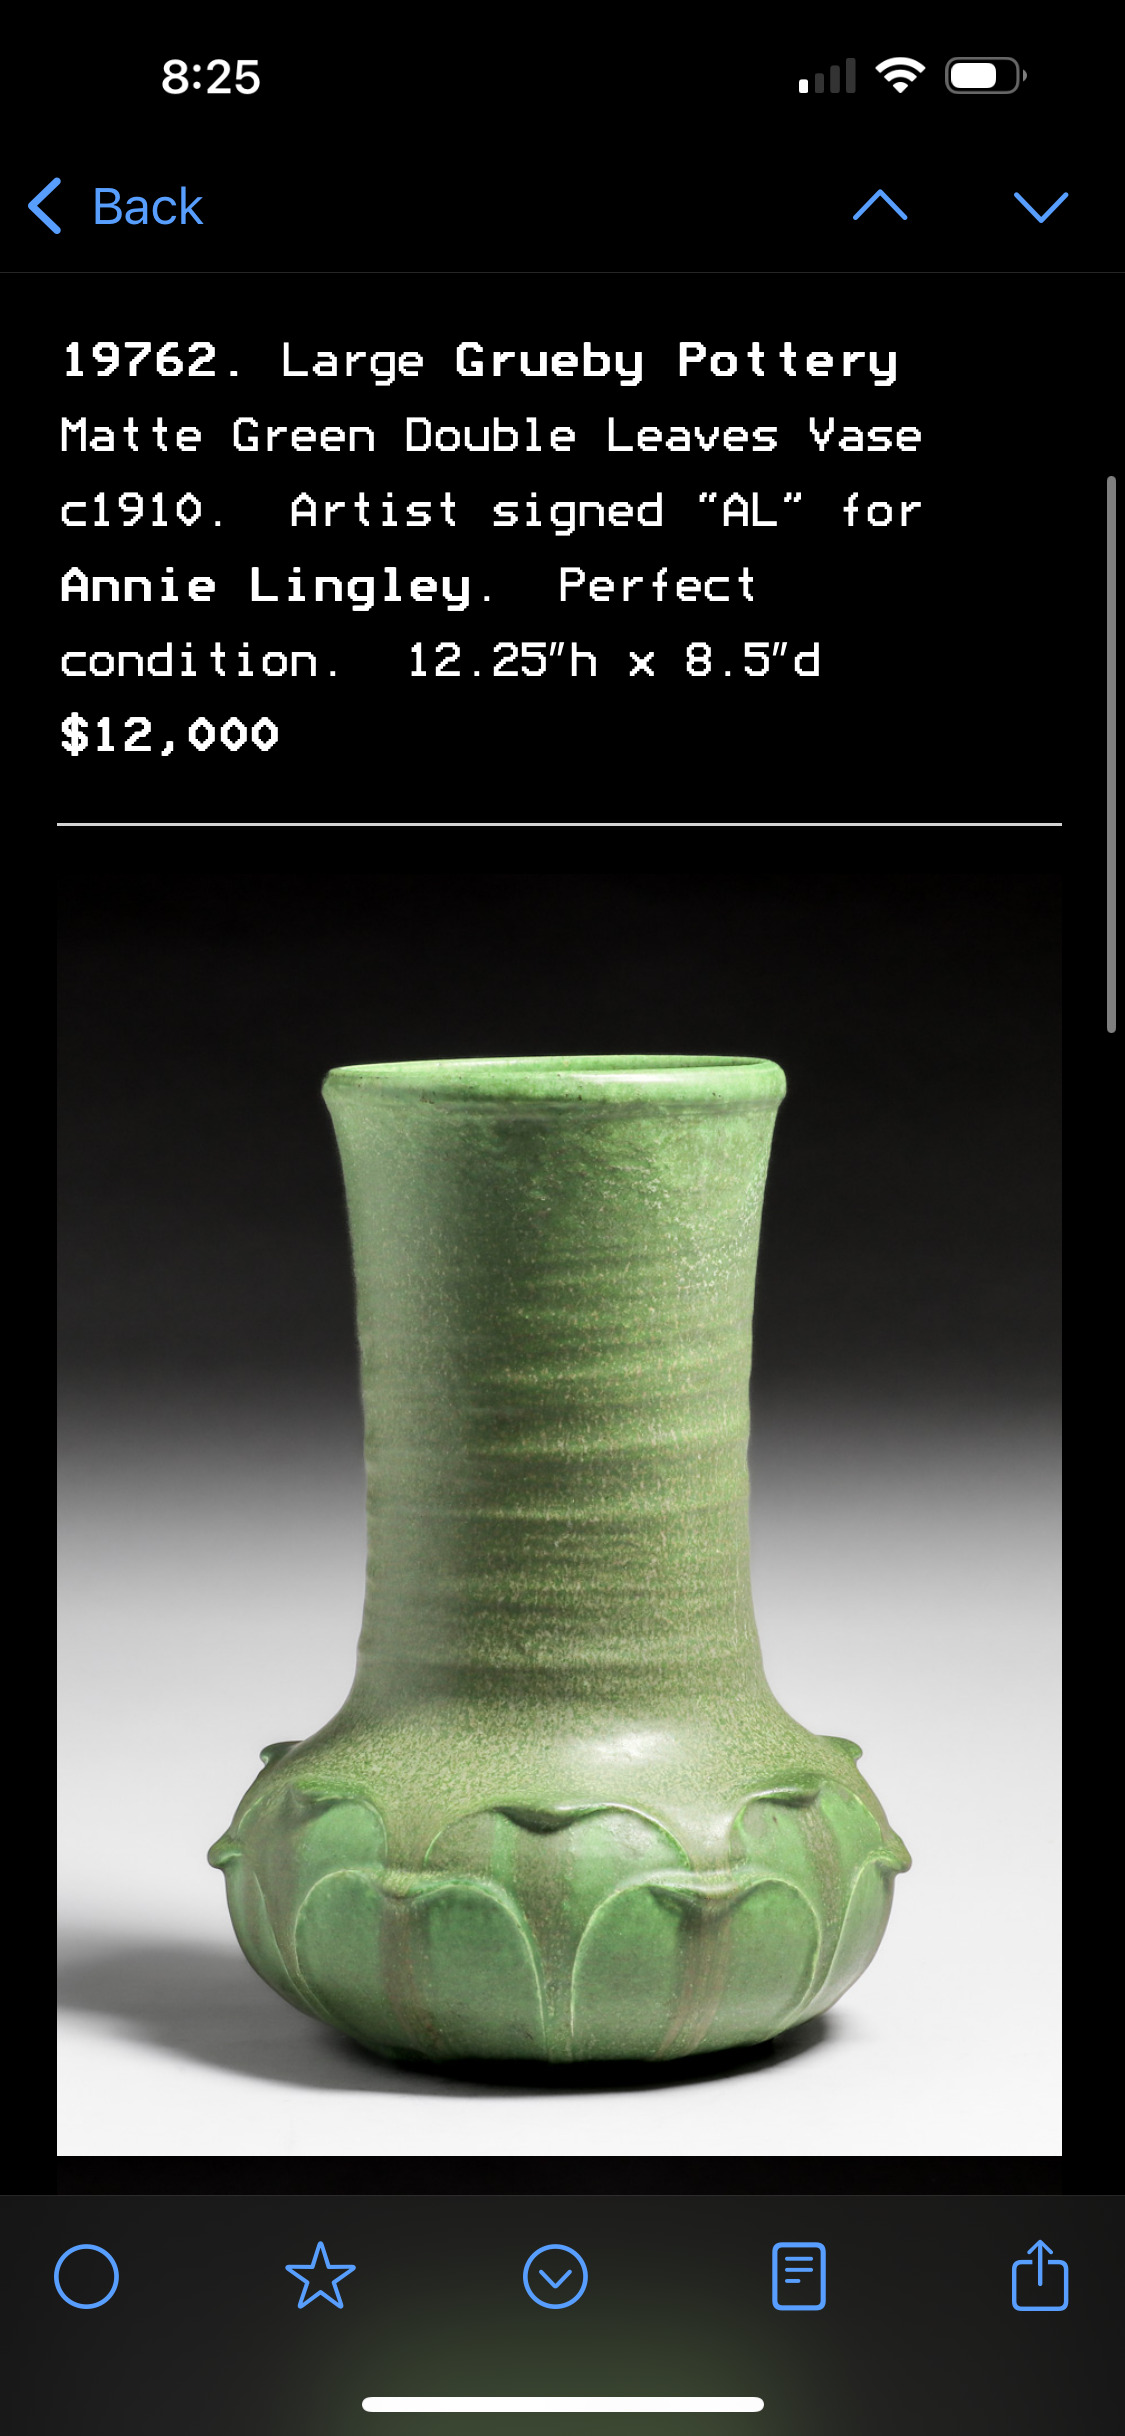 8:25
Back
19762. Large Grueby Pottery
Matte Green Double Leaves Vase
c1910.  Artist signed “AL” for
Annie Lingley.  Perfect
condition.  12.25”h x 8.5”d
$12,000